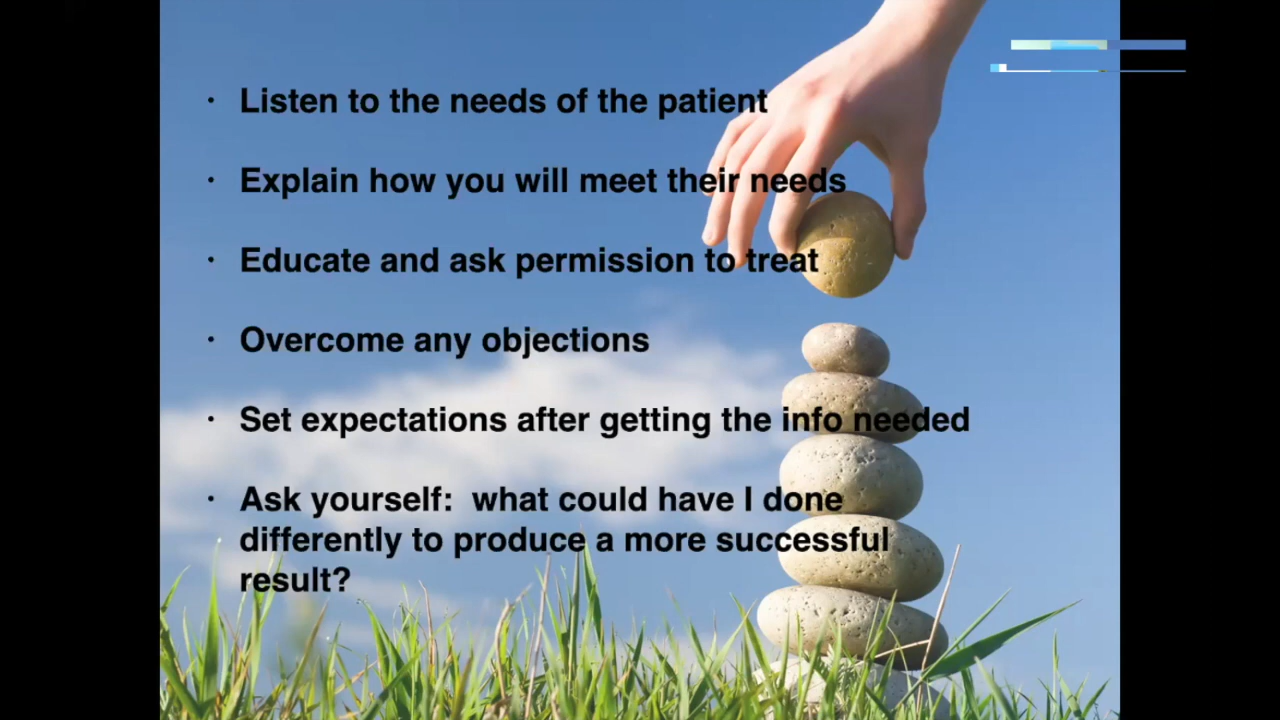 · Listen to the needs of the patient
· Explain how you will meet their needs
· Educate and ask permission to treat
· Overcome any objections
· Set expectations after getting the info needed
· Ask yourself:  what could have I done
differently to produce a more successful
result?